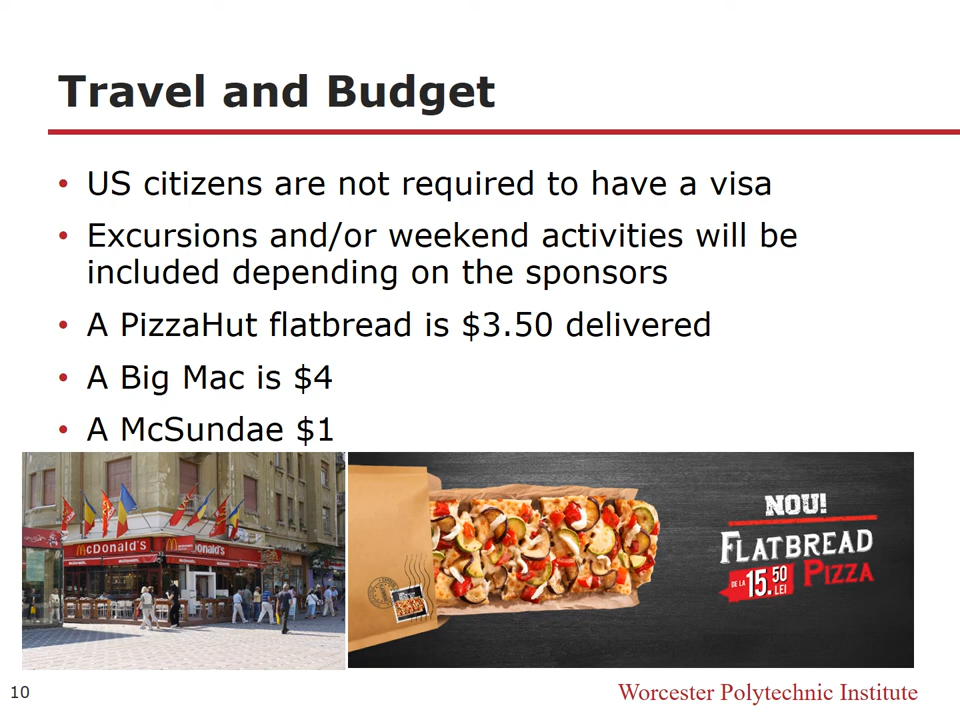 Travel and Budget
• US citizens are not required to have a visa
• Excursions and/or weekend activities will be
included depending on the sponsors
• A PizzaHut flatbread is $3.50 delivered
• A Big Mac is $4
• A McSundae $1
McDonald's
NOU!
FLATBREAD
DE LA 15.50 LEI PIZZA
10
Worcester Polytechnic Institute